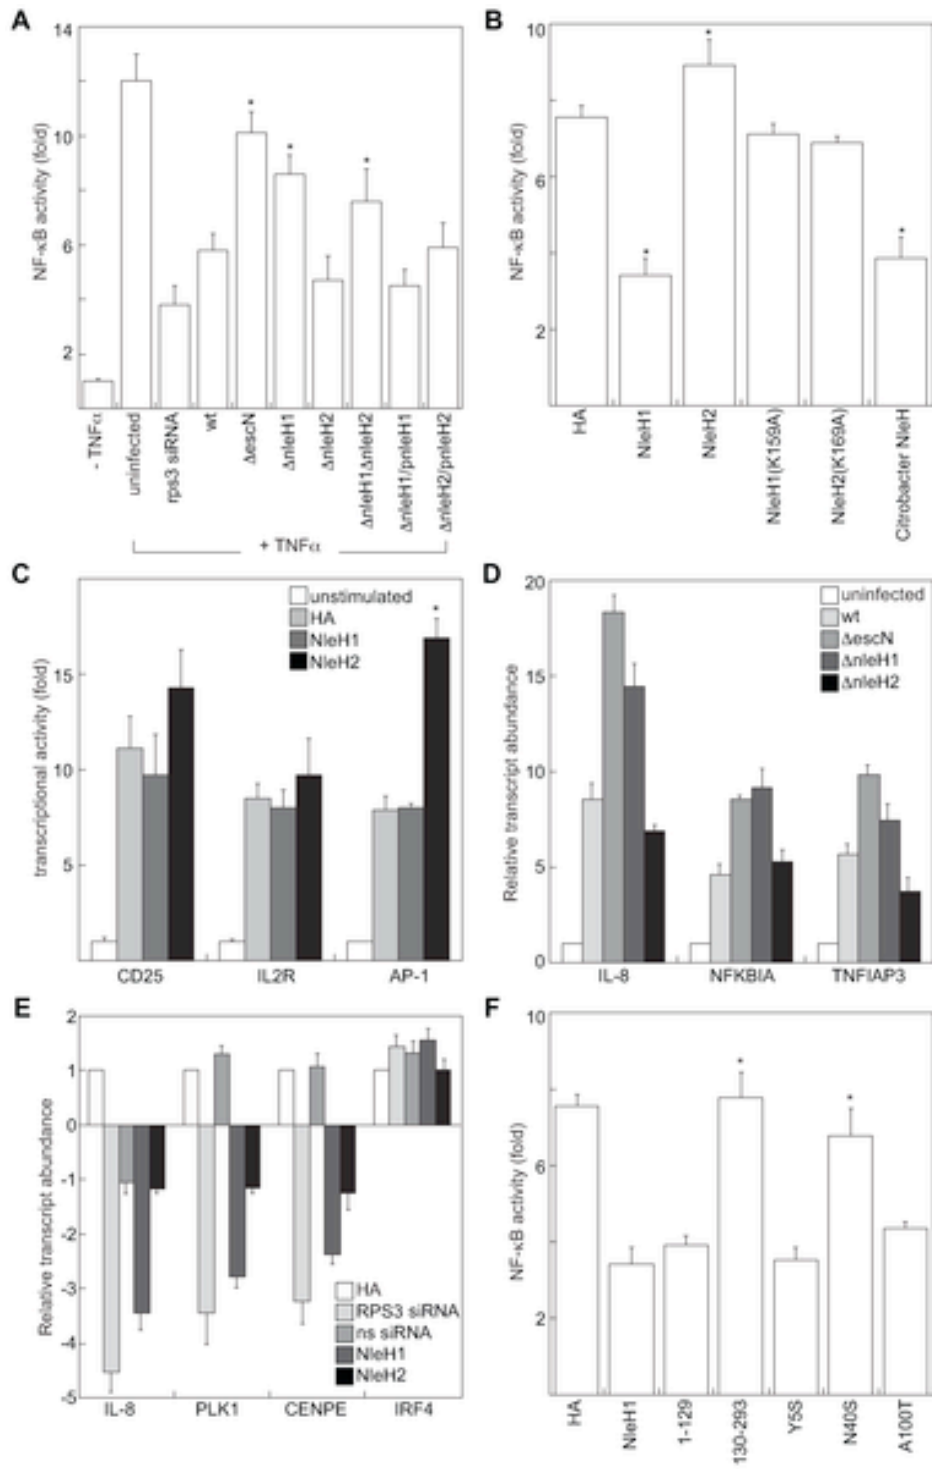 A
14
10
6
2
NF-κB activity (fold)
*
*
*
- TNFα
uninfected
rps3 siRNA
wt
ΔescN
ΔnleH1
ΔnleH2
ΔnleH1ΔnleH2
ΔnleH1/pnleH1
ΔnleH2/pnleH2
+ TNFα
B
10
6
2
NF-κB activity (fold)
*
*
*
HA
NleH1
NleH2
NleH1(K159A))
NleH2(K169A))
Citrobacter NleH
C
15
10
5
transcriptional activity (fold)
unstimulated
HA
NleH1
NleH2
*
CD25 IL2R AP-1
D
20
15
10
5
0
Relative transcript abundance
uninfected
wt
ΔescN
ΔnleH1
ΔnleH2
IL-8 NFKBIA TNFIAP3
E
2
1
0
-1
-2
-3
-4
-5
Relative transcript abundance
HA
RPS3 siRNA
ns siRNA
NleH1
NleH2
IL-8 PLK1 CENPE IRF4
F
10
6
2
NF-κB activity (fold)
*
*
HA
NleH1
1-129
130-293
Y5S
N40S
A100T